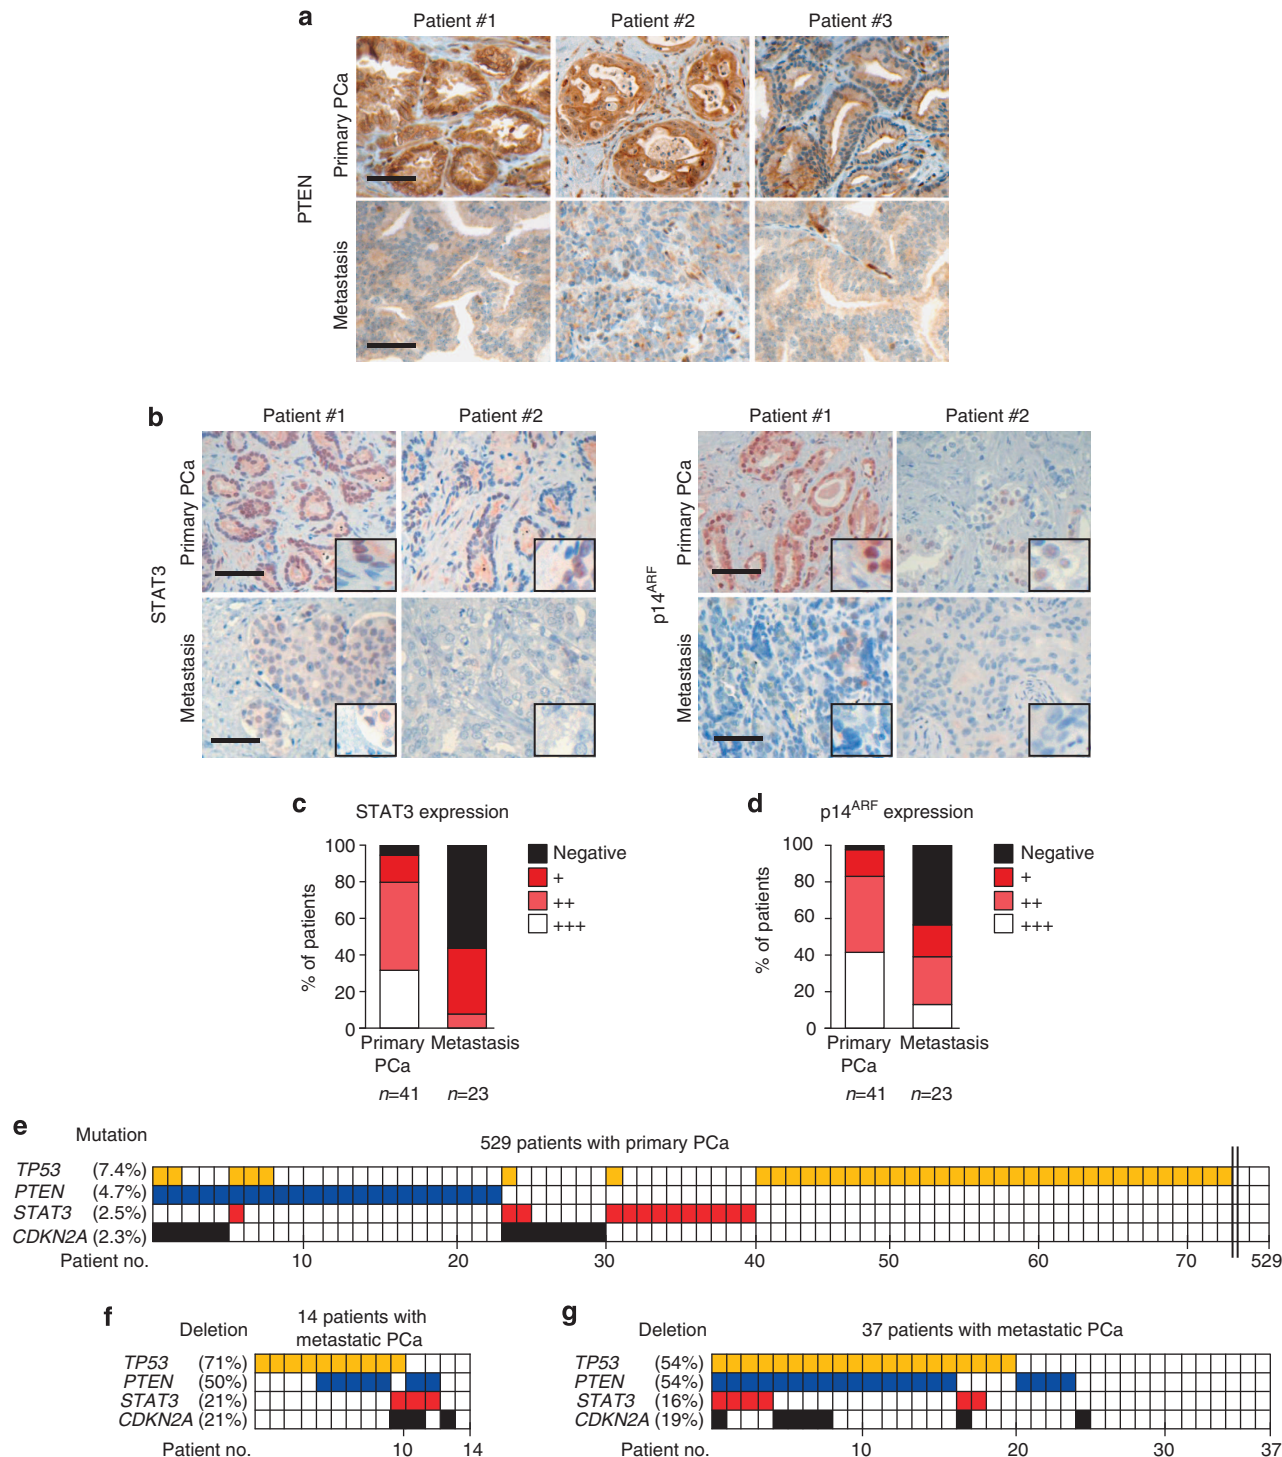 a
Patient #1 Patient #2 Patient #3
PTEN
Primary PCa
Metastasis
b
Patient #1 Patient #2
STAT3
Primary PCa
Metastasis
Patient #1 Patient #2
p14ARF
Primary PCa
Metastasis
c
STAT3 expression
% of patients
100
80
60
40
20
0
Negative
+
++
+++
Primary PCa Metastasis
n=41 n=23
d
p14ARF expression
% of patients
100
80
60
40
20
0
Negative
+
++
+++
Primary PCa Metastasis
n=41 n=23
e
Mutation 529 patients with primary PCa
TP53 (7.4%)
PTEN (4.7%)
STAT3 (2.5%)
CDKN2A (2.3%)
Patient no. 10 20 30 40 50 60 70 529
f
Deletion 14 patients with metastatic PCa
TP53 (71%)
PTEN (50%)
STAT3 (21%)
CDKN2A (21%)
Patient no. 10 14
g
Deletion 37 patients with metastatic PCa
TP53 (54%)
PTEN (54%)
STAT3 (16%)
CDKN2A (19%)
Patient no. 10 20 30 37